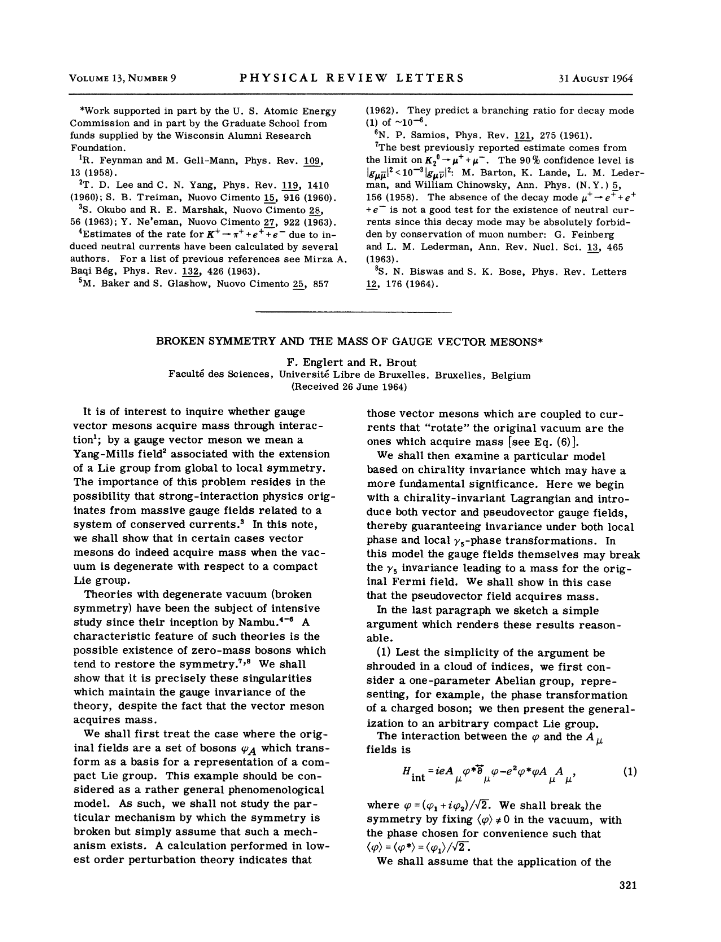 VOLUME 13, NUMBER 9 PHYSICAL REVIEW LETTERS 31 AUGUST 1964
*Work supported in part by the U. S. Atomic Energy
Commission and in part by the Graduate School from
funds supplied by the Wisconsin Alumni Research
Foundation.
¹R. Feynman and M. Gell-Mann, Phys. Rev. 109,
13 (1958).
²T. D. Lee and C. N. Yang, Phys. Rev. 119, 1410
(1960); S. B. Treiman, Nuovo Cimento 15, 916 (1960).
³S. Okubo and R. E. Marshak, Nuovo Cimento 28,
56 (1963); Y. Ne'eman, Nuovo Cimento 27, 922 (1963).
⁴Estimates of the rate for K⁺ → π⁺ + e⁺ + e⁻ due to in-
duced neutral currents have been calculated by several
authors. For a list of previous references see Mirza A.
Baqi Bég, Phys. Rev. 132, 426 (1963).
⁵M. Baker and S. Glashow, Nuovo Cimento 25, 857
(1962). They predict a branching ratio for decay mode
(1) of ~10⁻⁶.
⁶N. P. Samios, Phys. Rev. 121, 275 (1961).
⁷The best previously reported estimate comes from
the limit on K₂⁰ → μ⁺ + μ⁻. The 90% confidence level is
|g_μμ̄|² < 10⁻³|g_μν̄|²: M. Barton, K. Lande, L. M. Leder-
man, and William Chinowsky, Ann. Phys. (N.Y.) 5,
156 (1958). The absence of the decay mode μ⁺ → e⁺ + e⁺
+ e⁻ is not a good test for the existence of neutral cur-
rents since this decay mode may be absolutely forbid-
den by conservation of muon number: G. Feinberg
and L. M. Lederman, Ann. Rev. Nucl. Sci. 13, 465
(1963).
⁸S. N. Biswas and S. K. Bose, Phys. Rev. Letters
12, 176 (1964).
BROKEN SYMMETRY AND THE MASS OF GAUGE VECTOR MESONS*
F. Englert and R. Brout
Faculté des Sciences, Université Libre de Bruxelles, Bruxelles, Belgium
(Received 26 June 1964)
It is of interest to inquire whether gauge
vector mesons acquire mass through interac-
tion¹; by a gauge vector meson we mean a
Yang-Mills field² associated with the extension
of a Lie group from global to local symmetry.
The importance of this problem resides in the
possibility that strong-interaction physics orig-
inates from massive gauge fields related to a
system of conserved currents.³ In this note,
we shall show that in certain cases vector
mesons do indeed acquire mass when the vac-
uum is degenerate with respect to a compact
Lie group.
Theories with degenerate vacuum (broken
symmetry) have been the subject of intensive
study since their inception by Nambu.⁴⁻⁶ A
characteristic feature of such theories is the
possible existence of zero-mass bosons which
tend to restore the symmetry.⁷,⁸ We shall
show that it is precisely these singularities
which maintain the gauge invariance of the
theory, despite the fact that the vector meson
acquires mass.
We shall first treat the case where the orig-
inal fields are a set of bosons φ_A which trans-
form as a basis for a representation of a com-
pact Lie group. This example should be con-
sidered as a rather general phenomenological
model. As such, we shall not study the par-
ticular mechanism by which the symmetry is
broken but simply assume that such a mech-
anism exists. A calculation performed in low-
est order perturbation theory indicates that
those vector mesons which are coupled to cur-
rents that "rotate" the original vacuum are the
ones which acquire mass [see Eq. (6)].
We shall then examine a particular model
based on chirality invariance which may have a
more fundamental significance. Here we begin
with a chirality-invariant Lagrangian and intro-
duce both vector and pseudovector gauge fields,
thereby guaranteeing invariance under both local
phase and local γ₅-phase transformations. In
this model the gauge fields themselves may break
the γ₅ invariance leading to a mass for the orig-
inal Fermi field. We shall show in this case
that the pseudovector field acquires mass.
In the last paragraph we sketch a simple
argument which renders these results reason-
able.
(1) Lest the simplicity of the argument be
shrouded in a cloud of indices, we first con-
sider a one-parameter Abelian group, repre-
senting, for example, the phase transformation
of a charged boson; we then present the general-
ization to an arbitrary compact Lie group.
The interaction between the φ and the A_μ
fields is
H_int = ieA_μ φ*∂⃡_μ φ - e²φ*φA_μ A_μ, (1)
where φ = (φ₁ + iφ₂)/√2. We shall break the
symmetry by fixing ⟨φ⟩ ≠ 0 in the vacuum, with
the phase chosen for convenience such that
⟨φ⟩ = ⟨φ*⟩ = ⟨φ₁⟩/√2.
We shall assume that the application of the
321